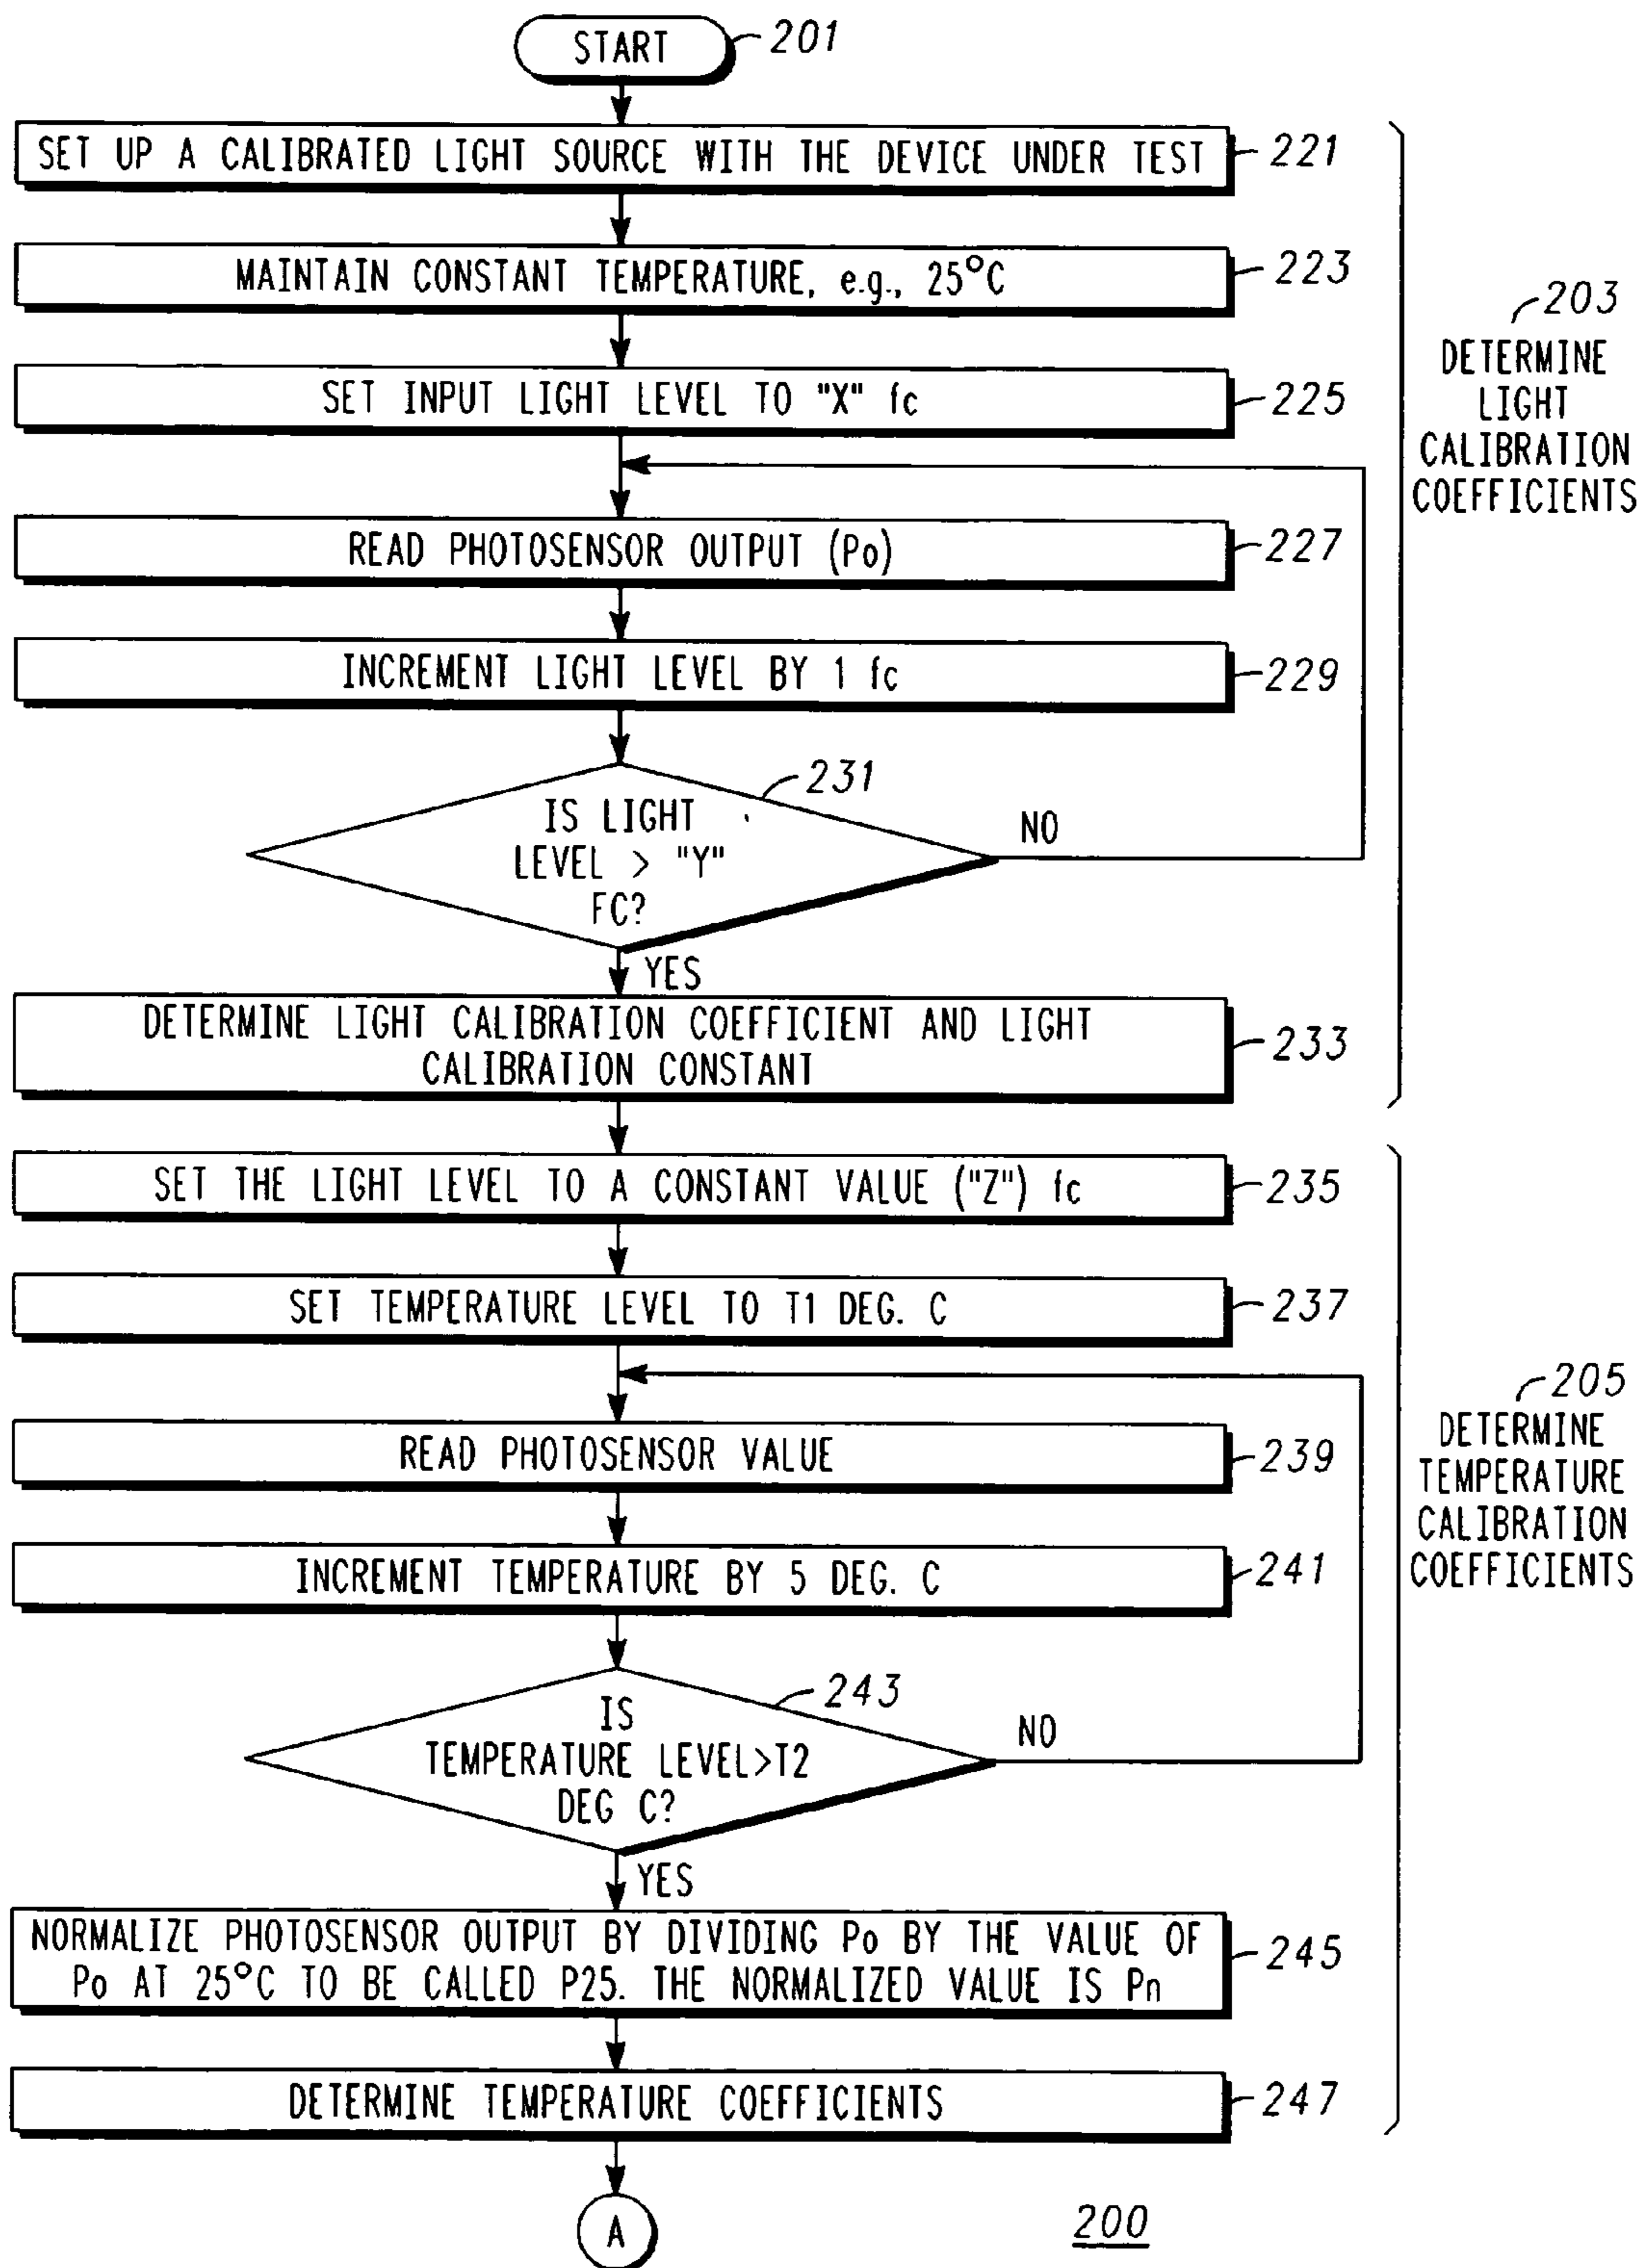 START
201
SET UP A CALIBRATED LIGHT SOURCE WITH THE DEVICE UNDER TEST
221
MAINTAIN CONSTANT TEMPERATURE, e.g., 25°C
223
SET INPUT LIGHT LEVEL TO "X" fc
225
203
DETERMINE
LIGHT
CALIBRATION
COEFFICIENTS
READ PHOTOSENSOR OUTPUT (Po)
227
INCREMENT LIGHT LEVEL BY 1 fc
229
231
IS LIGHT
LEVEL > "Y"
FC?
NO
YES
DETERMINE LIGHT CALIBRATION COEFFICIENT AND LIGHT
CALIBRATION CONSTANT
233
SET THE LIGHT LEVEL TO A CONSTANT VALUE ("Z") fc
235
SET TEMPERATURE LEVEL TO T1 DEG. C
237
205
DETERMINE
TEMPERATURE
CALIBRATION
COEFFICIENTS
READ PHOTOSENSOR VALUE
239
INCREMENT TEMPERATURE BY 5 DEG. C
241
243
IS
TEMPERATURE LEVEL>T2
DEG C?
NO
YES
NORMALIZE PHOTOSENSOR OUTPUT BY DIVIDING Po BY THE VALUE OF
Po AT 25°C TO BE CALLED P25. THE NORMALIZED VALUE IS Pn
245
DETERMINE TEMPERATURE COEFFICIENTS
247
A
200